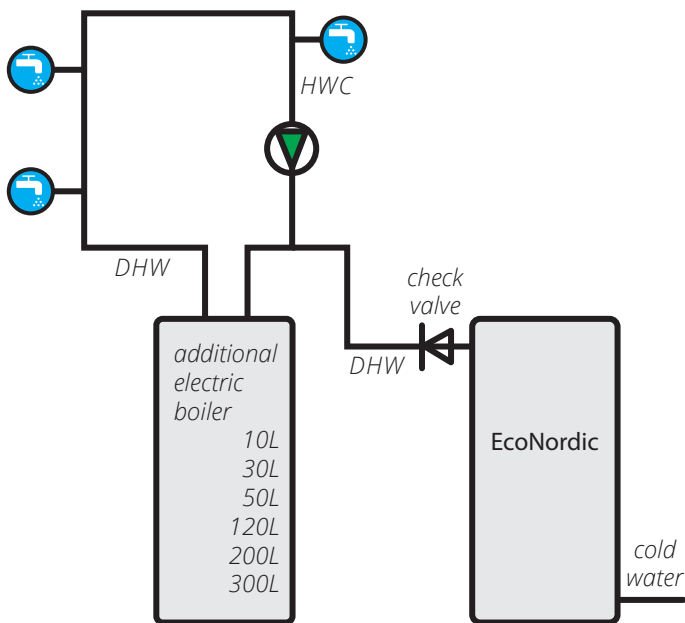 HWC
DHW
check
valve
DHW
additional
electric
boiler
10L
30L
50L
120L
200L
300L
EcoNordic
cold
water